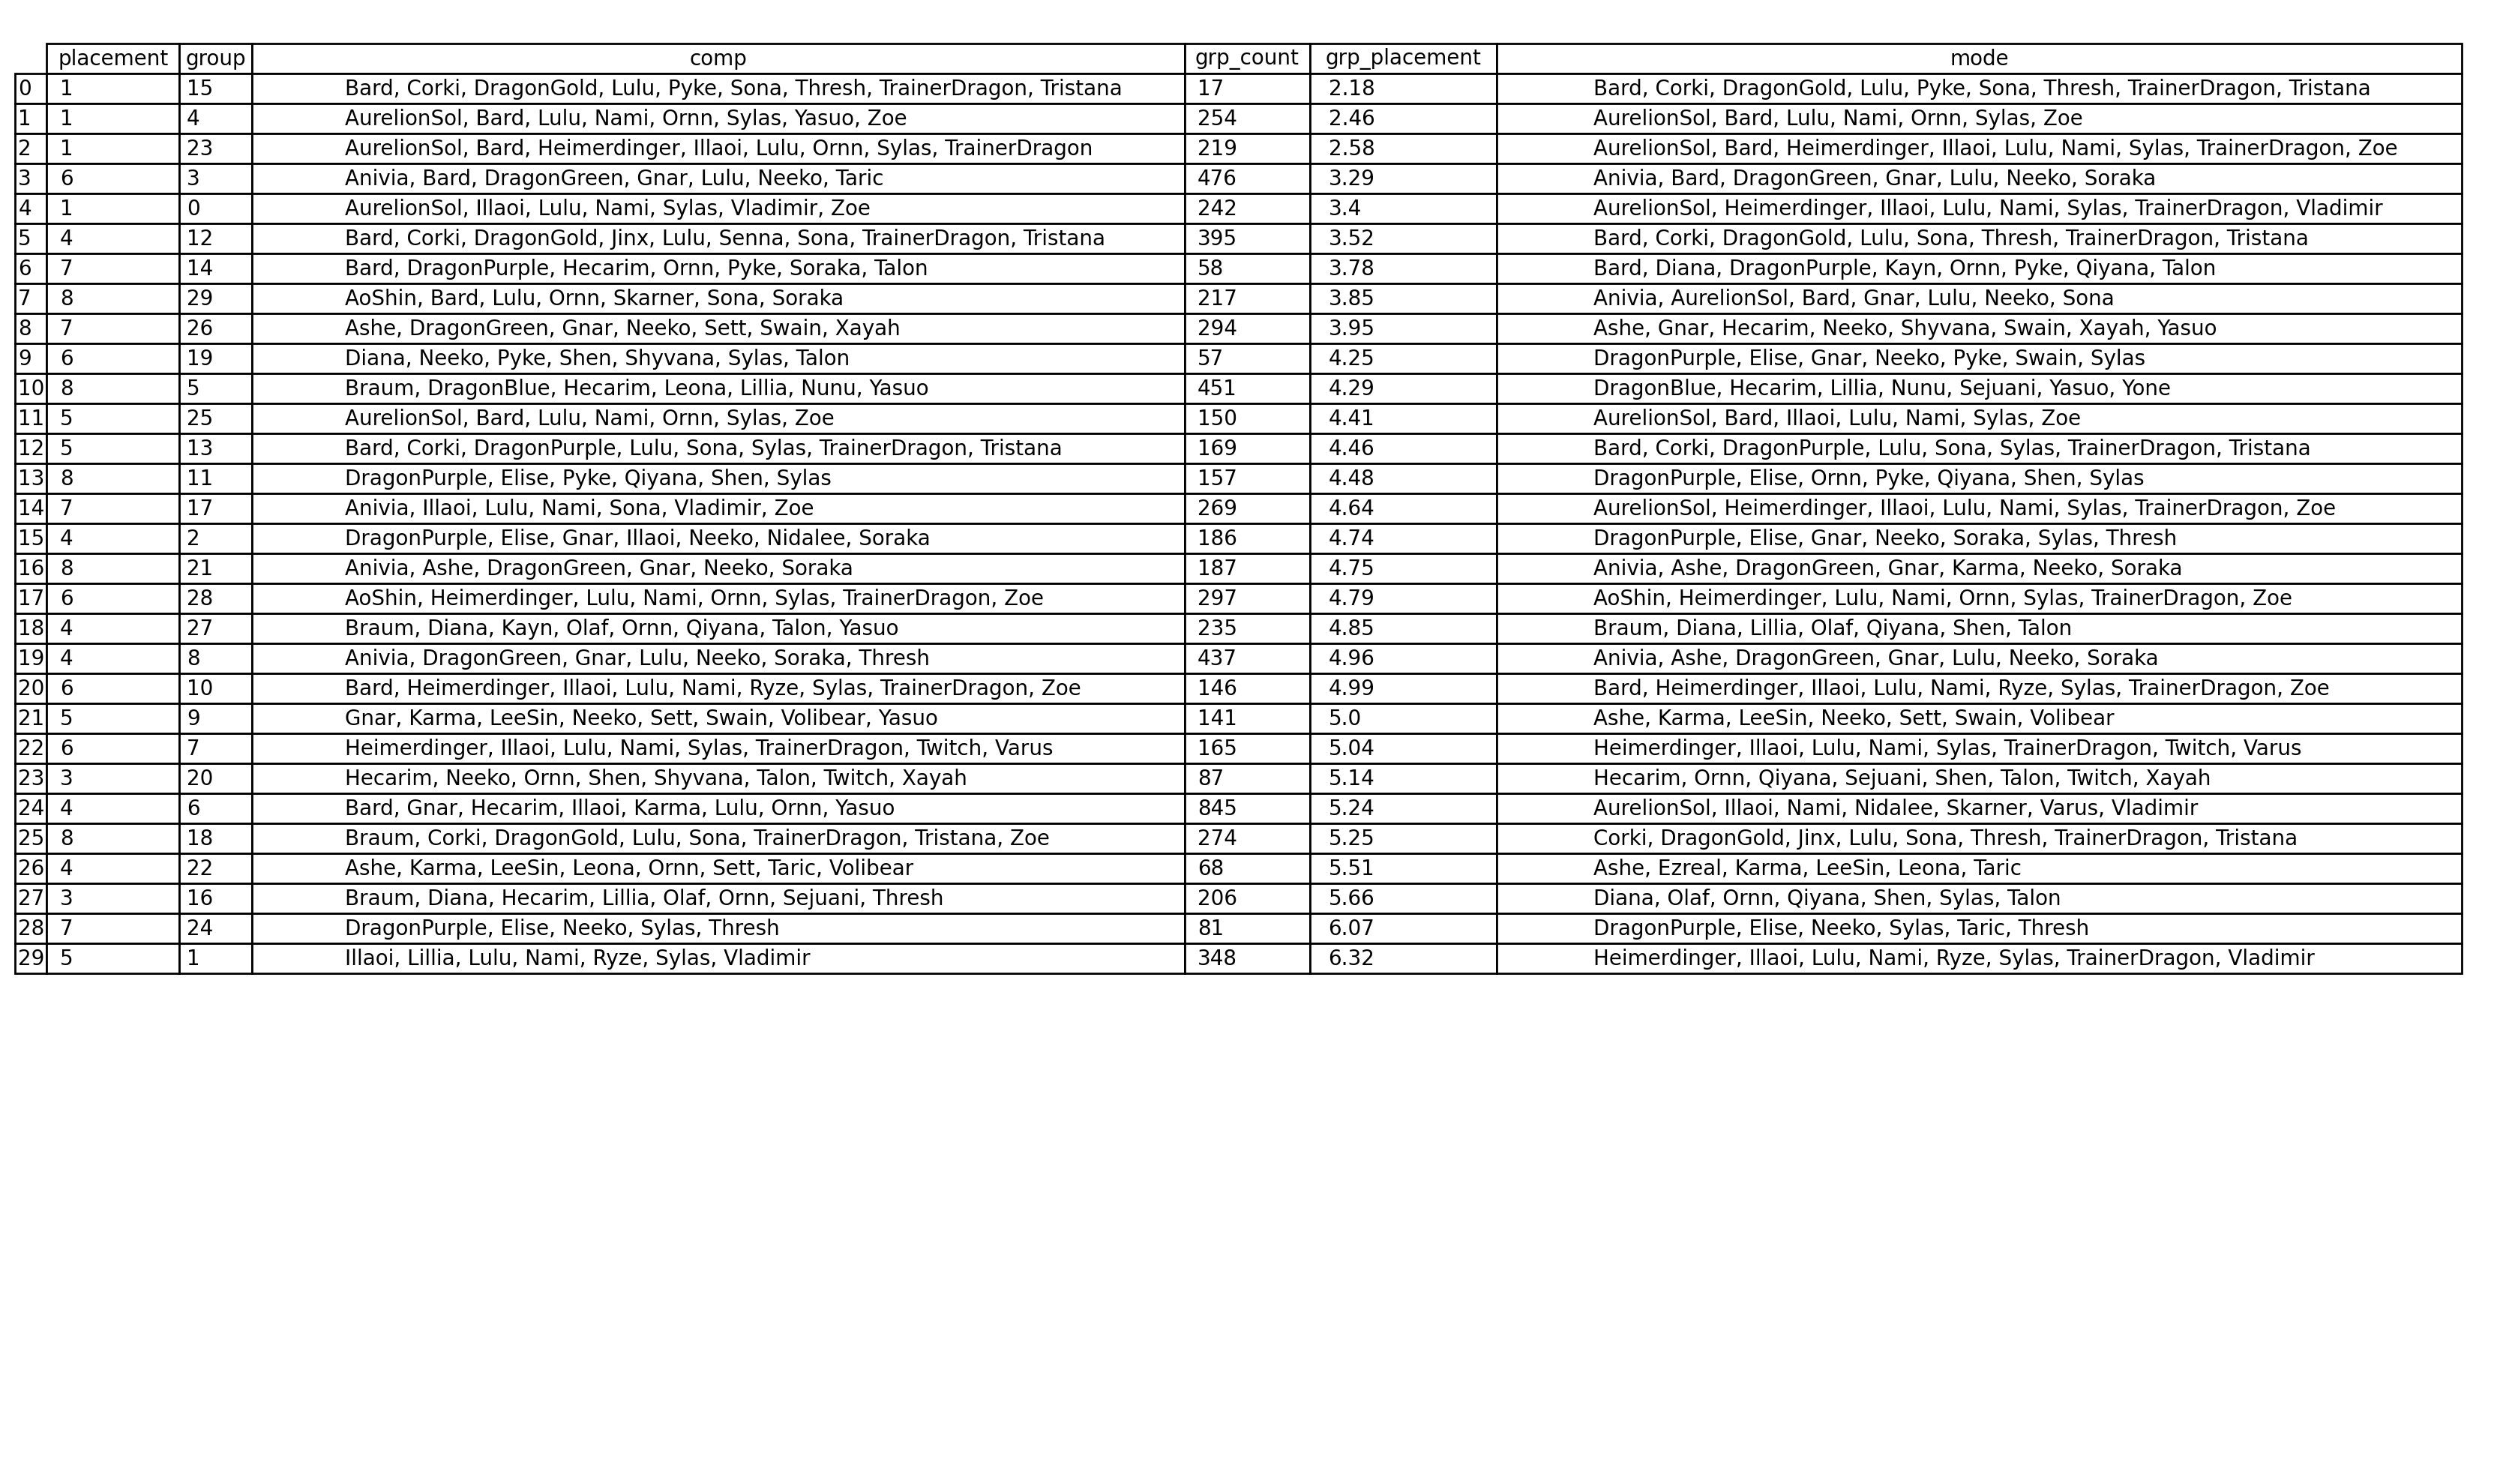 placement group comp grp_count grp_placement mode
0 1 15 Bard, Corki, DragonGold, Lulu, Pyke, Sona, Thresh, TrainerDragon, Tristana 17 2.18 Bard, Corki, DragonGold, Lulu, Pyke, Sona, Thresh, TrainerDragon, Tristana
1 1 4 AurelionSol, Bard, Lulu, Nami, Ornn, Sylas, Yasuo, Zoe 254 2.46 AurelionSol, Bard, Lulu, Nami, Ornn, Sylas, Zoe
2 1 23 AurelionSol, Bard, Heimerdinger, Illaoi, Lulu, Ornn, Sylas, TrainerDragon 219 2.58 AurelionSol, Bard, Heimerdinger, Illaoi, Lulu, Nami, Sylas, TrainerDragon, Zoe
3 6 3 Anivia, Bard, DragonGreen, Gnar, Lulu, Neeko, Taric 476 3.29 Anivia, Bard, DragonGreen, Gnar, Lulu, Neeko, Soraka
4 1 0 AurelionSol, Illaoi, Lulu, Nami, Sylas, Vladimir, Zoe 242 3.4 AurelionSol, Heimerdinger, Illaoi, Lulu, Nami, Sylas, TrainerDragon, Vladimir
5 4 12 Bard, Corki, DragonGold, Jinx, Lulu, Senna, Sona, TrainerDragon, Tristana 395 3.52 Bard, Corki, DragonGold, Lulu, Sona, Thresh, TrainerDragon, Tristana
6 7 14 Bard, DragonPurple, Hecarim, Ornn, Pyke, Soraka, Talon 58 3.78 Bard, Diana, DragonPurple, Kayn, Ornn, Pyke, Qiyana, Talon
7 8 29 AoShin, Bard, Lulu, Ornn, Skarner, Sona, Soraka 217 3.85 Anivia, AurelionSol, Bard, Gnar, Lulu, Neeko, Sona
8 7 26 Ashe, DragonGreen, Gnar, Neeko, Sett, Swain, Xayah 294 3.95 Ashe, Gnar, Hecarim, Neeko, Shyvana, Swain, Xayah, Yasuo
9 6 19 Diana, Neeko, Pyke, Shen, Shyvana, Sylas, Talon 57 4.25 DragonPurple, Elise, Gnar, Neeko, Pyke, Swain, Sylas
10 8 5 Braum, DragonBlue, Hecarim, Leona, Lillia, Nunu, Yasuo 451 4.29 DragonBlue, Hecarim, Lillia, Nunu, Sejuani, Yasuo, Yone
11 5 25 AurelionSol, Bard, Lulu, Nami, Ornn, Sylas, Zoe 150 4.41 AurelionSol, Bard, Illaoi, Lulu, Nami, Sylas, Zoe
12 5 13 Bard, Corki, DragonPurple, Lulu, Sona, Sylas, TrainerDragon, Tristana 169 4.46 Bard, Corki, DragonPurple, Lulu, Sona, Sylas, TrainerDragon, Tristana
13 8 11 DragonPurple, Elise, Pyke, Qiyana, Shen, Sylas 157 4.48 DragonPurple, Elise, Ornn, Pyke, Qiyana, Shen, Sylas
14 7 17 Anivia, Illaoi, Lulu, Nami, Sona, Vladimir, Zoe 269 4.64 AurelionSol, Heimerdinger, Illaoi, Lulu, Nami, Sylas, TrainerDragon, Zoe
15 4 2 DragonPurple, Elise, Gnar, Illaoi, Neeko, Nidalee, Soraka 186 4.74 DragonPurple, Elise, Gnar, Neeko, Soraka, Sylas, Thresh
16 8 21 Anivia, Ashe, DragonGreen, Gnar, Neeko, Soraka 187 4.75 Anivia, Ashe, DragonGreen, Gnar, Karma, Neeko, Soraka
17 6 28 AoShin, Heimerdinger, Lulu, Nami, Ornn, Sylas, TrainerDragon, Zoe 297 4.79 AoShin, Heimerdinger, Lulu, Nami, Ornn, Sylas, TrainerDragon, Zoe
18 4 27 Braum, Diana, Kayn, Olaf, Ornn, Qiyana, Talon, Yasuo 235 4.85 Braum, Diana, Lillia, Olaf, Qiyana, Shen, Talon
19 4 8 Anivia, DragonGreen, Gnar, Lulu, Neeko, Soraka, Thresh 437 4.96 Anivia, Ashe, DragonGreen, Gnar, Lulu, Neeko, Soraka
20 6 10 Bard, Heimerdinger, Illaoi, Lulu, Nami, Ryze, Sylas, TrainerDragon, Zoe 146 4.99 Bard, Heimerdinger, Illaoi, Lulu, Nami, Ryze, Sylas, TrainerDragon, Zoe
21 5 9 Gnar, Karma, LeeSin, Neeko, Sett, Swain, Volibear, Yasuo 141 5.0 Ashe, Karma, LeeSin, Neeko, Sett, Swain, Volibear
22 6 7 Heimerdinger, Illaoi, Lulu, Nami, Sylas, TrainerDragon, Twitch, Varus 165 5.04 Heimerdinger, Illaoi, Lulu, Nami, Sylas, TrainerDragon, Twitch, Varus
23 3 20 Hecarim, Neeko, Ornn, Shen, Shyvana, Talon, Twitch, Xayah 87 5.14 Hecarim, Ornn, Qiyana, Sejuani, Shen, Talon, Twitch, Xayah
24 4 6 Bard, Gnar, Hecarim, Illaoi, Karma, Lulu, Ornn, Yasuo 845 5.24 AurelionSol, Illaoi, Nami, Nidalee, Skarner, Varus, Vladimir
25 8 18 Braum, Corki, DragonGold, Lulu, Sona, TrainerDragon, Tristana, Zoe 274 5.25 Corki, DragonGold, Jinx, Lulu, Sona, Thresh, TrainerDragon, Tristana
26 4 22 Ashe, Karma, LeeSin, Leona, Ornn, Sett, Taric, Volibear 68 5.51 Ashe, Ezreal, Karma, LeeSin, Leona, Taric
27 3 16 Braum, Diana, Hecarim, Lillia, Olaf, Ornn, Sejuani, Thresh 206 5.66 Diana, Olaf, Ornn, Qiyana, Shen, Sylas, Talon
28 7 24 DragonPurple, Elise, Neeko, Sylas, Thresh 81 6.07 DragonPurple, Elise, Neeko, Sylas, Taric, Thresh
29 5 1 Illaoi, Lillia, Lulu, Nami, Ryze, Sylas, Vladimir 348 6.32 Heimerdinger, Illaoi, Lulu, Nami, Ryze, Sylas, TrainerDragon, Vladimir